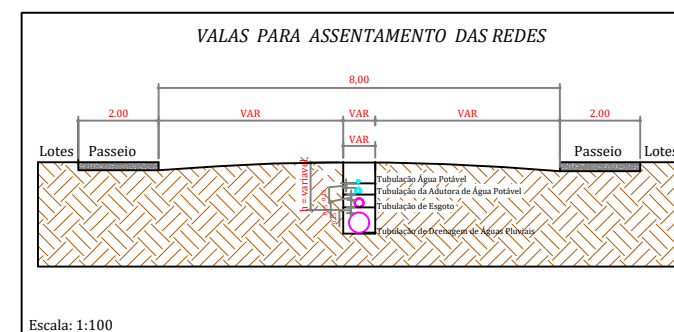 VALAS PARA ASSENTAMENTO DAS REDES
8,00
2.00 VAR VAR VAR 2.00
VAR
Lotes Passeio Passeio Lotes
h = variável
Tubulação Água Potável
Tubulação da Adutora de Água Potável
Tubulação de Esgoto
Tubulação de Drenagem de Águas Pluviais
Escala: 1:100